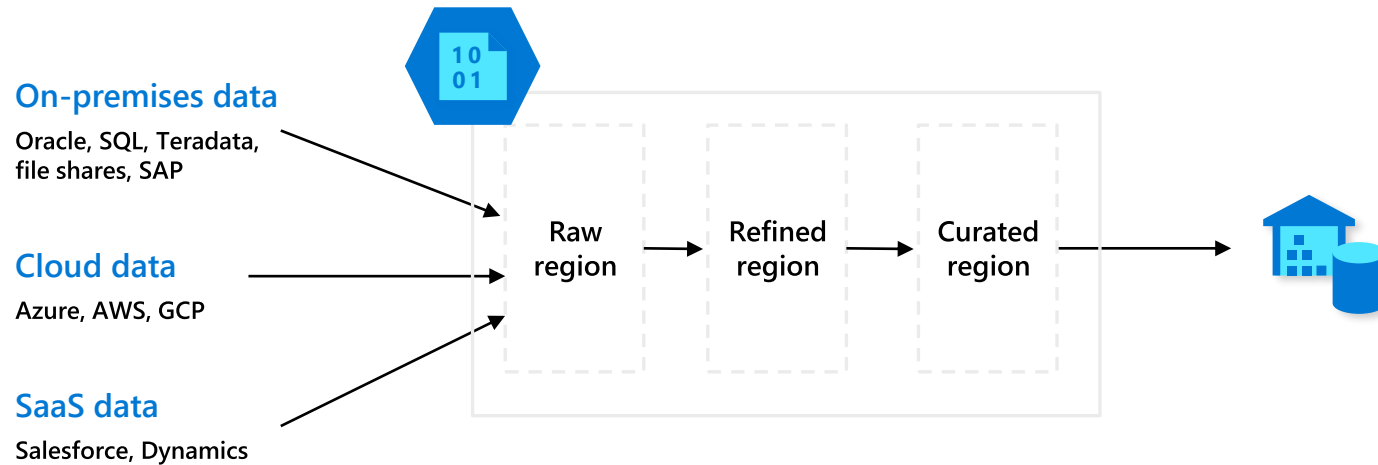 10
01
On-premises data
Oracle, SQL, Teradata,
file shares, SAP
Cloud data
Azure, AWS, GCP
SaaS data
Salesforce, Dynamics
Raw
region
Refined
region
Curated
region